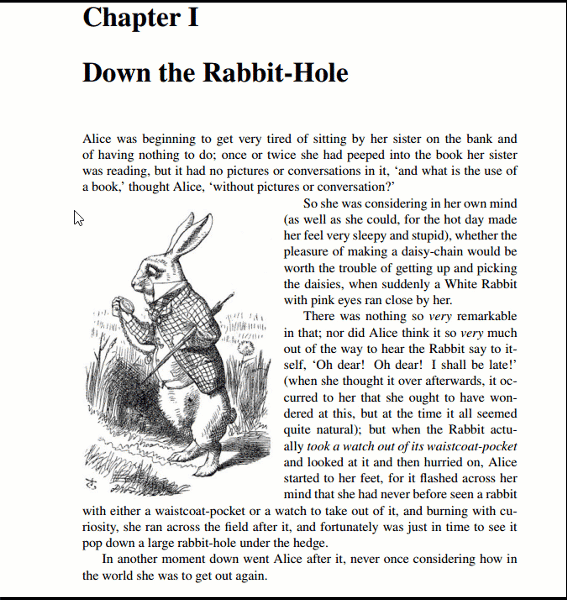 Chapter I
Down the Rabbit-Hole
Alice was beginning to get very tired of sitting by her sister on the bank and
of having nothing to do; once or twice she had peeped into the book her sister
was reading, but it had no pictures or conversations in it, ‘and what is the use of
a book,’ thought Alice, ‘without pictures or conversation?’
So she was considering in her own mind
(as well as she could, for the hot day made
her feel very sleepy and stupid), whether the
pleasure of making a daisy-chain would be
worth the trouble of getting up and picking
the daisies, when suddenly a White Rabbit
with pink eyes ran close by her.
There was nothing so very remarkable
in that; nor did Alice think it so very much
out of the way to hear the Rabbit say to it-
self, ‘Oh dear! Oh dear! I shall be late!’
(when she thought it over afterwards, it oc-
curred to her that she ought to have won-
dered at this, but at the time it all seemed
quite natural); but when the Rabbit actu-
ally took a watch out of its waistcoat-pocket
and looked at it and then hurried on, Alice
started to her feet, for it flashed across her
mind that she had never before seen a rabbit
with either a waistcoat-pocket or a watch to take out of it, and burning with cu-
riosity, she ran across the field after it, and fortunately was just in time to see it
pop down a large rabbit-hole under the hedge.
In another moment down went Alice after it, never once considering how in
the world she was to get out again.